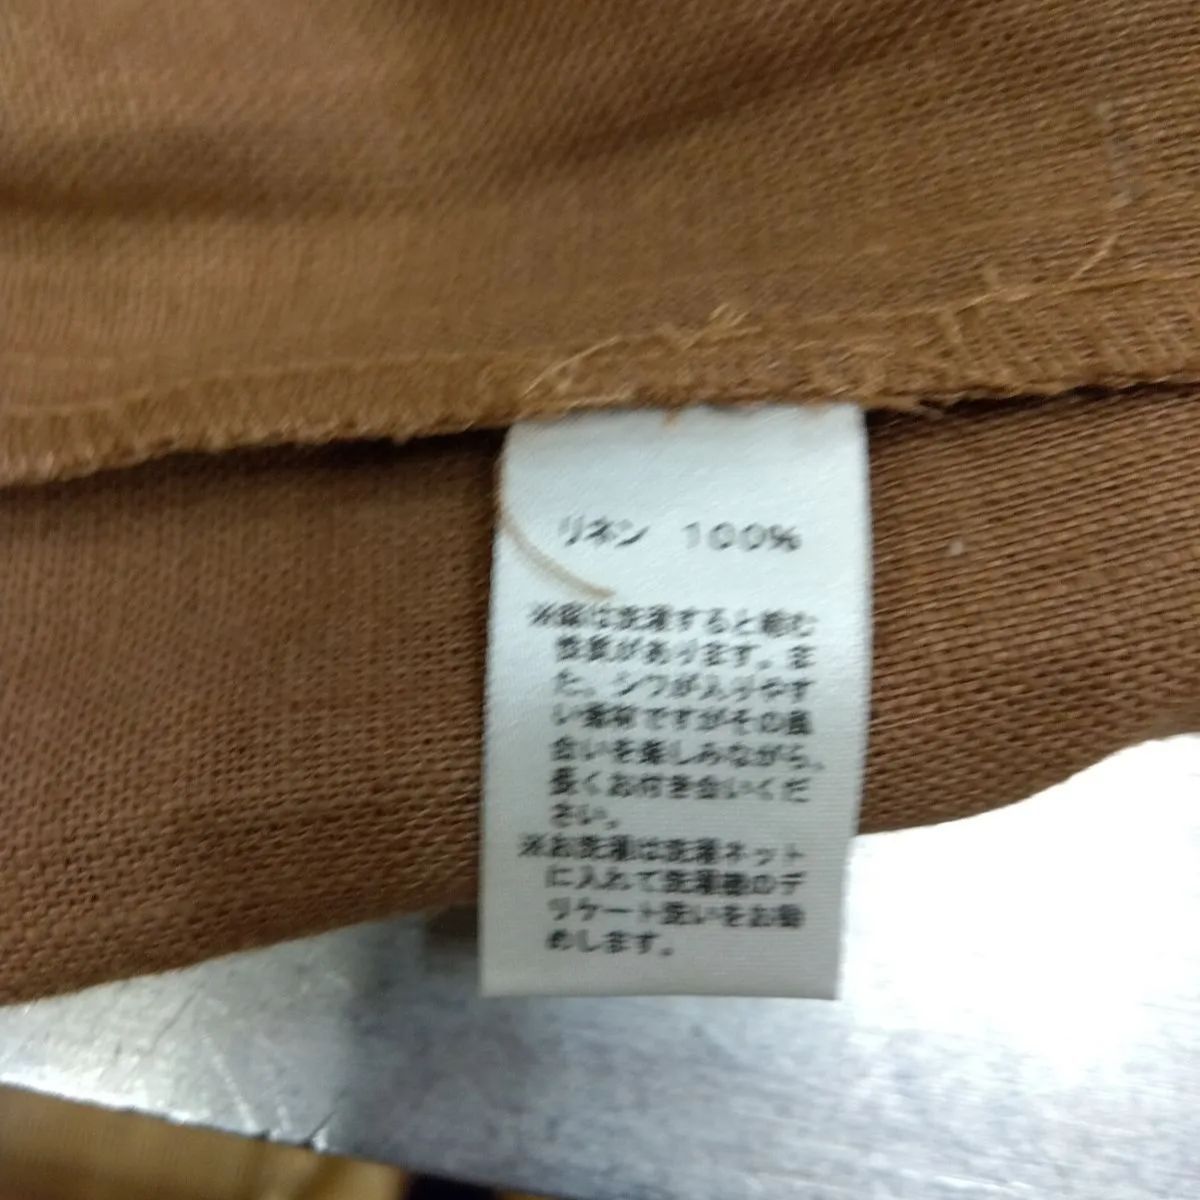 リネン 100%
※麻は洗濯すると縮む
性質があります。ま
た、シワが入りやす
い素材ですがその風
合いを楽しみながら、
長くお付き合いくだ
さい。
※お洗濯は洗濯ネット
に入れて洗濯機のデ
リケート洗いをお勧
めします。